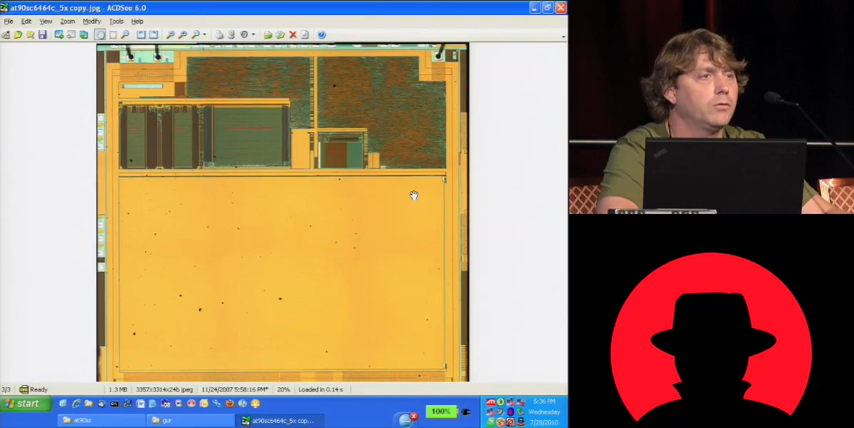 at90sc6464c_5x copy.jpg - ACDSee 6.0
File Edit View Zoom Modify Tools Help
3/3 Ready 1.3 MB 3357x3314x24b jpeg 11/24/2007 5:58:16 PM* 20% Loaded in 0.14 s
start
100%
5:36 PM
Wednesday
7/28/2010
at90sc
gur
at90sc6464c_5x cop...